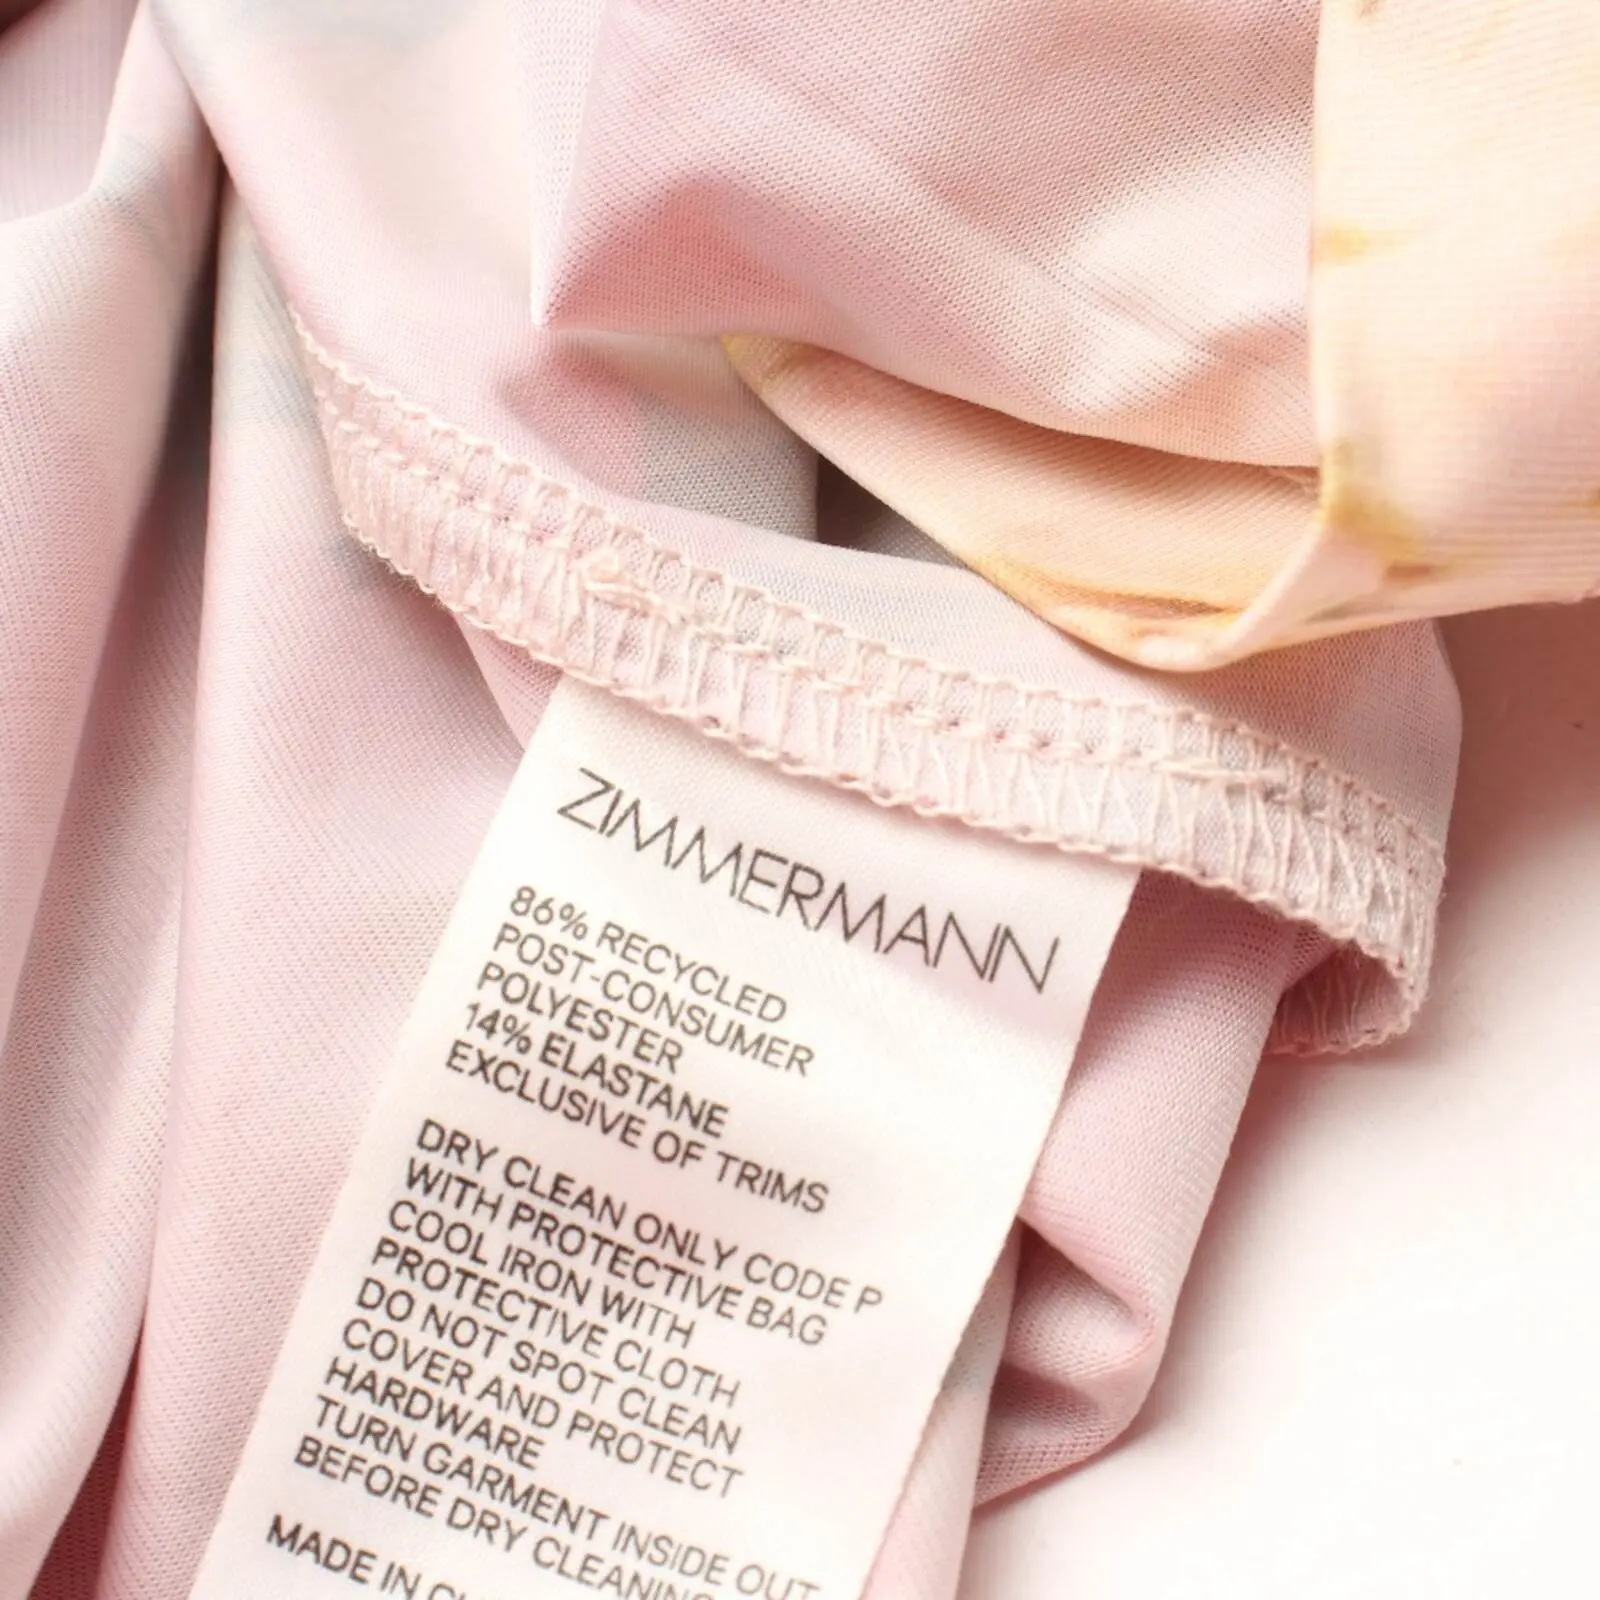 ZIMMERMANN
86% RECYCLED
POST-CONSUMER
POLYESTER
14% ELASTANE
EXCLUSIVE OF TRIMS
DRY CLEAN ONLY CODE P
WITH PROTECTIVE BAG
COOL IRON WITH
PROTECTIVE CLOTH
DO NOT SPOT CLEAN
COVER AND PROTECT
HARDWARE
TURN GARMENT INSIDE OUT
BEFORE DRY CLEANING
MADE IN